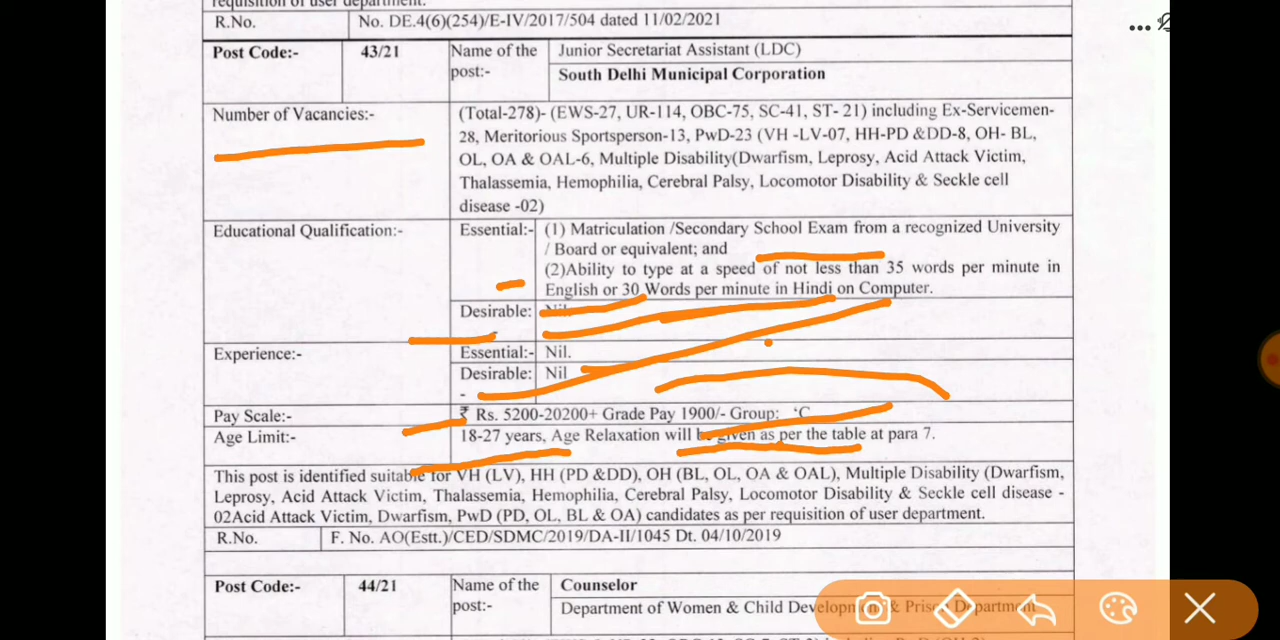 requisition of user department.
R.No. No. DE.4(6)(254)/E-IV/2017/504 dated 11/02/2021
Post Code:- 43/21 Name of the post:- Junior Secretariat Assistant (LDC)
South Delhi Municipal Corporation
Number of Vacancies:- (Total-278)- (EWS-27, UR-114, OBC-75, SC-41, ST- 21) including Ex-Servicemen-
28, Meritorious Sportsperson-13, PwD-23 (VH -LV-07, HH-PD &DD-8, OH- BL,
OL, OA & OAL-6, Multiple Disability(Dwarfism, Leprosy, Acid Attack Victim,
Thalassemia, Hemophilia, Cerebral Palsy, Locomotor Disability & Seckle cell
disease -02)
Educational Qualification:- Essential:- (1) Matriculation /Secondary School Exam from a recognized University
/ Board or equivalent; and
(2)Ability to type at a speed of not less than 35 words per minute in
English or 30 Words per minute in Hindi on Computer.
Desirable: Nil.
-
Experience:- Essential:- Nil.
Desirable: Nil
-
Pay Scale:- ₹ Rs. 5200-20200+ Grade Pay 1900/- Group: 'C
Age Limit:- 18-27 years, Age Relaxation will be given as per the table at para 7.
This post is identified suitable for VH (LV), HH (PD &DD), OH (BL, OL, OA & OAL), Multiple Disability (Dwarfism,
Leprosy, Acid Attack Victim, Thalassemia, Hemophilia, Cerebral Palsy, Locomotor Disability & Seckle cell disease -
02Acid Attack Victim, Dwarfism, PwD (PD, OL, BL & OA) candidates as per requisition of user department.
R.No. F. No. AO(Estt.)/CED/SDMC/2019/DA-II/1045 Dt. 04/10/2019
Post Code:- 44/21 Name of the post:- Counselor
Department of Women & Child Development & Prison Department